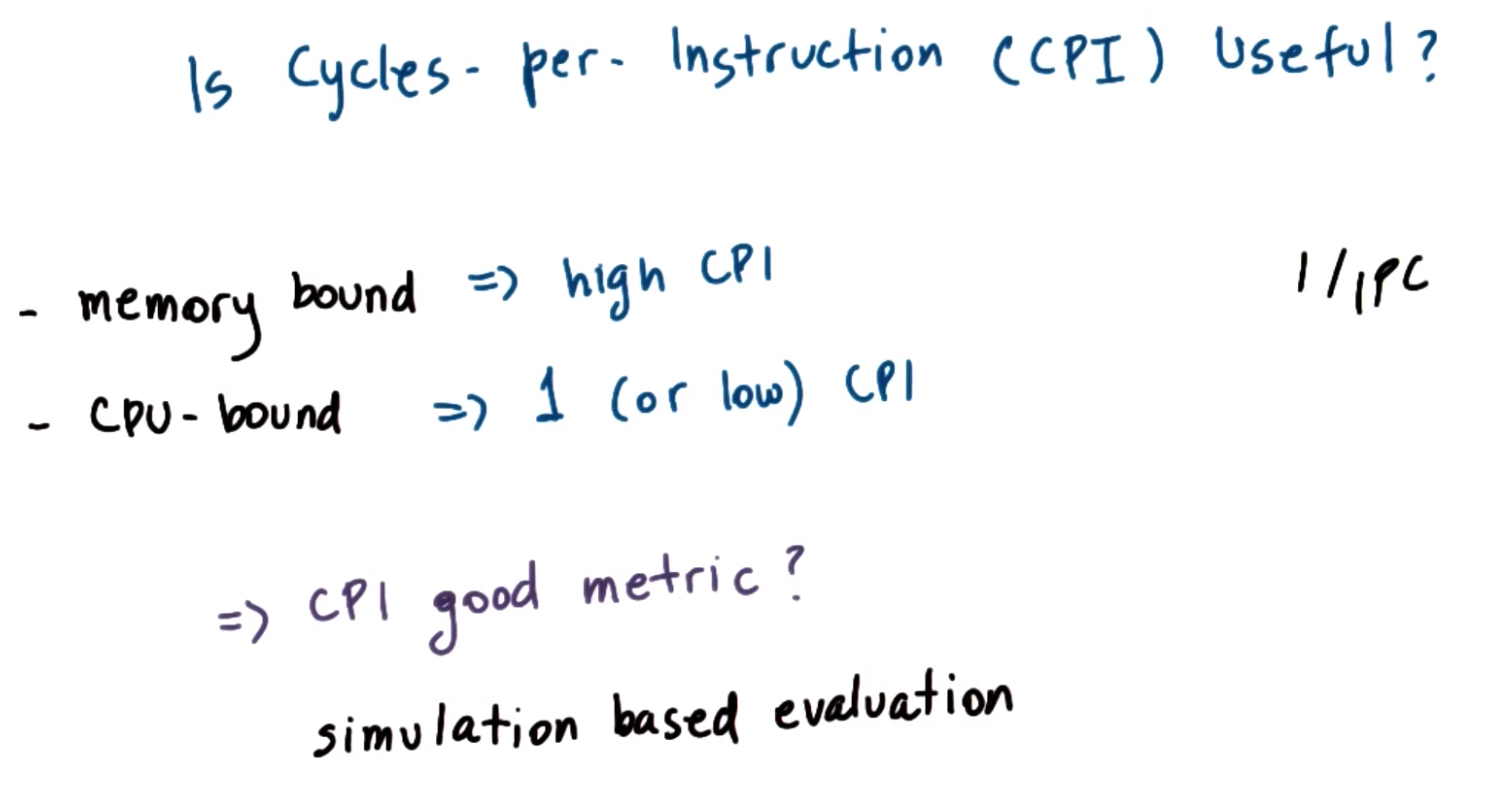 Is Cycles-per-Instruction (CPI) Useful?
- memory bound => high CPI
1/IPC
- CPU-bound => 1 (or low) CPI
=> CPI good metric?
simulation based evaluation